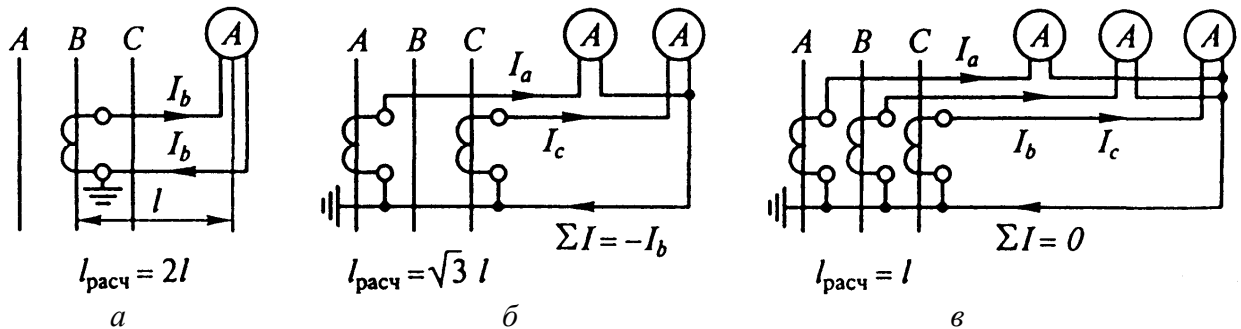 A B C A
I_b
I_b
l
l_расч = 2l
а
A B C A A
I_a
I_c
ΣI = −I_b
l_расч = √3 l
б
A B C A A A
I_a
I_b I_c
ΣI = 0
l_расч = l
в